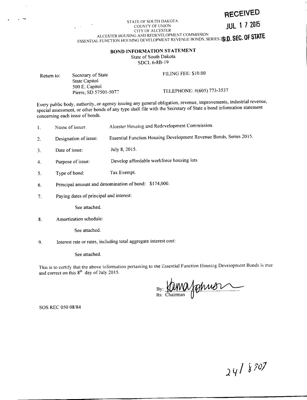 STATE OF SOUTH DAKOTA
COUNTY OF UNION
CITY OF ALCESTER
ALCESTER HOUSING AND REDEVELOPMENT COMMISSION
ESSENTIAL FUNCTION HOUSING DEVELOPMENT REVENUE BONDS, SERIES
RECEIVED
JUL 17 2015
S.D. SEC. OF STATE
BOND INFORMATION STATEMENT
State of South Dakota
SDCL 6-8B-19
Return to: Secretary of State FILING FEE: $10.00
State Capitol
500 E. Capitol
Pierre, SD 57501-5077 TELEPHONE: #(605) 773-3537
Every public body, authority, or agency issuing any general obligation, revenue, improvements, industrial revenue,
special assessment, or other bonds of any type shall file with the Secretary of State a bond information statement
concerning each issue of bonds.
1. Name of issuer: Alcester Housing and Redevelopment Commission.
2. Designation of issue: Essential Function Housing Development Revenue Bonds, Series 2015.
3. Date of issue: July 8, 2015.
4. Purpose of issue: Develop affordable workforce housing lots
5. Type of bond: Tax Exempt.
6. Principal amount and denomination of bond: $174,000.
7. Paying dates of principal and interest:
See attached.
8. Amortization schedule:
See attached.
9. Interest rate or rates, including total aggregate interest cost:
See attached.
This is to certify that the above information pertaining to the Essential Function Housing Development Bonds is true
and correct on this 8th day of July 2015.
By:
Its: Chairman
SOS REC 050 08/84